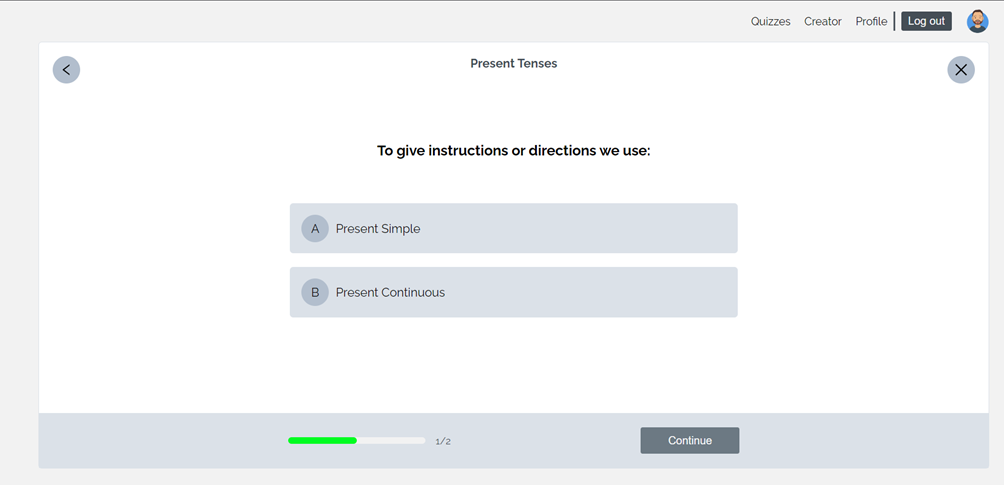 Quizzes Creator Profile Log out
Present Tenses
To give instructions or directions we use:
A Present Simple
B Present Continuous
1/2 Continue